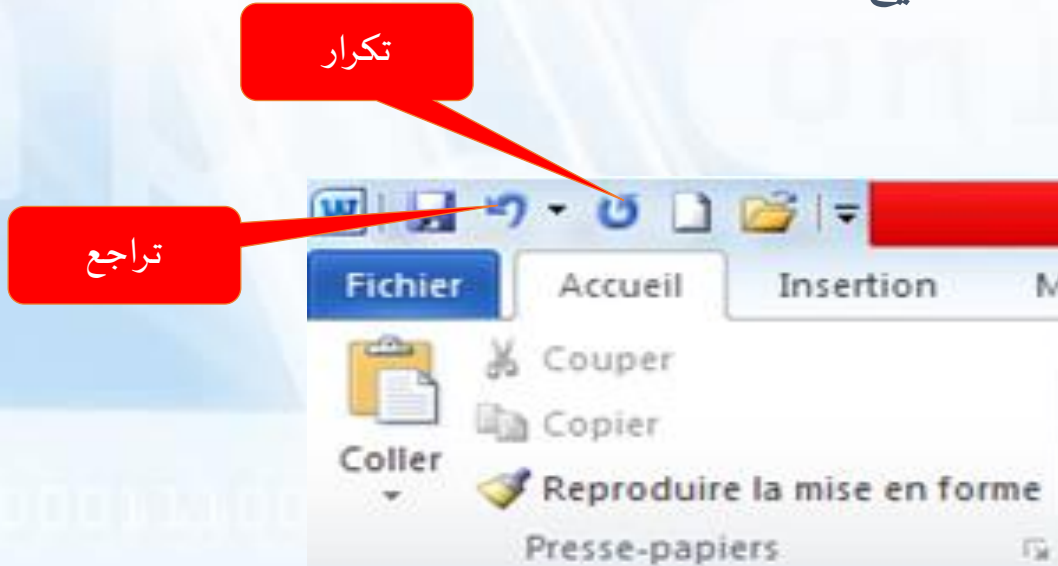 تكرار
تراجع
W
Fichier Accueil Insertion
Couper
Copier
Coller
Reproduire la mise en forme
Presse-papiers